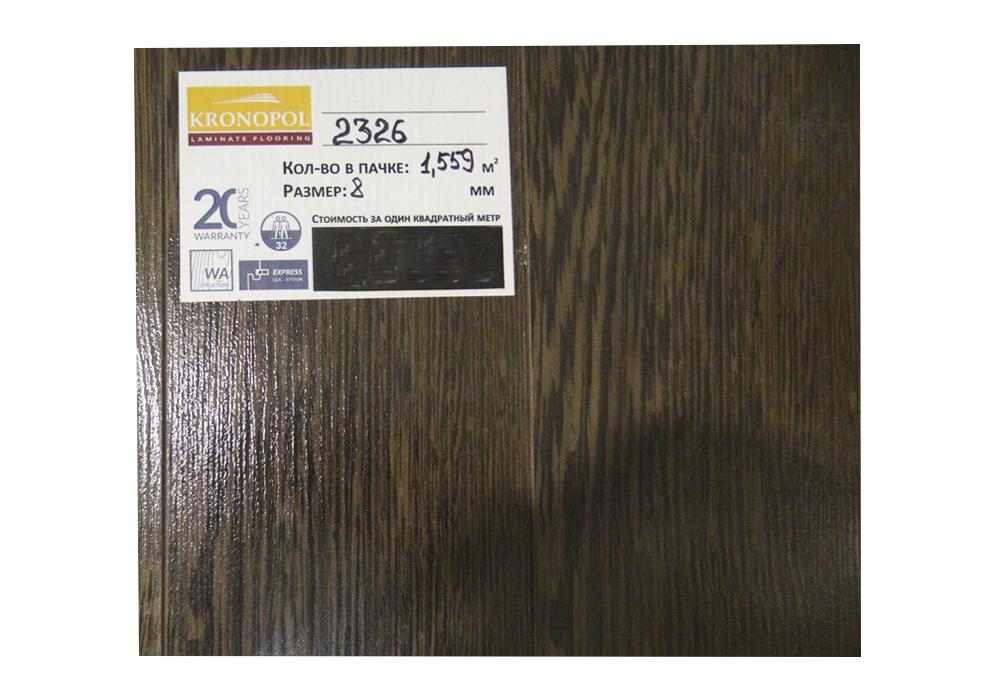 KRONOPOL
LAMINATE FLOORING
2326
КОЛ-ВО В ПАЧКЕ: 1,559 М²
РАЗМЕР: 8 ММ
20 YEARS
WARRANTY
32
СТОИМОСТЬ ЗА ОДИН КВАДРАТНЫЙ МЕТР
WA
STRUCTURE
EXPRESS
CLIC - SYSTEM